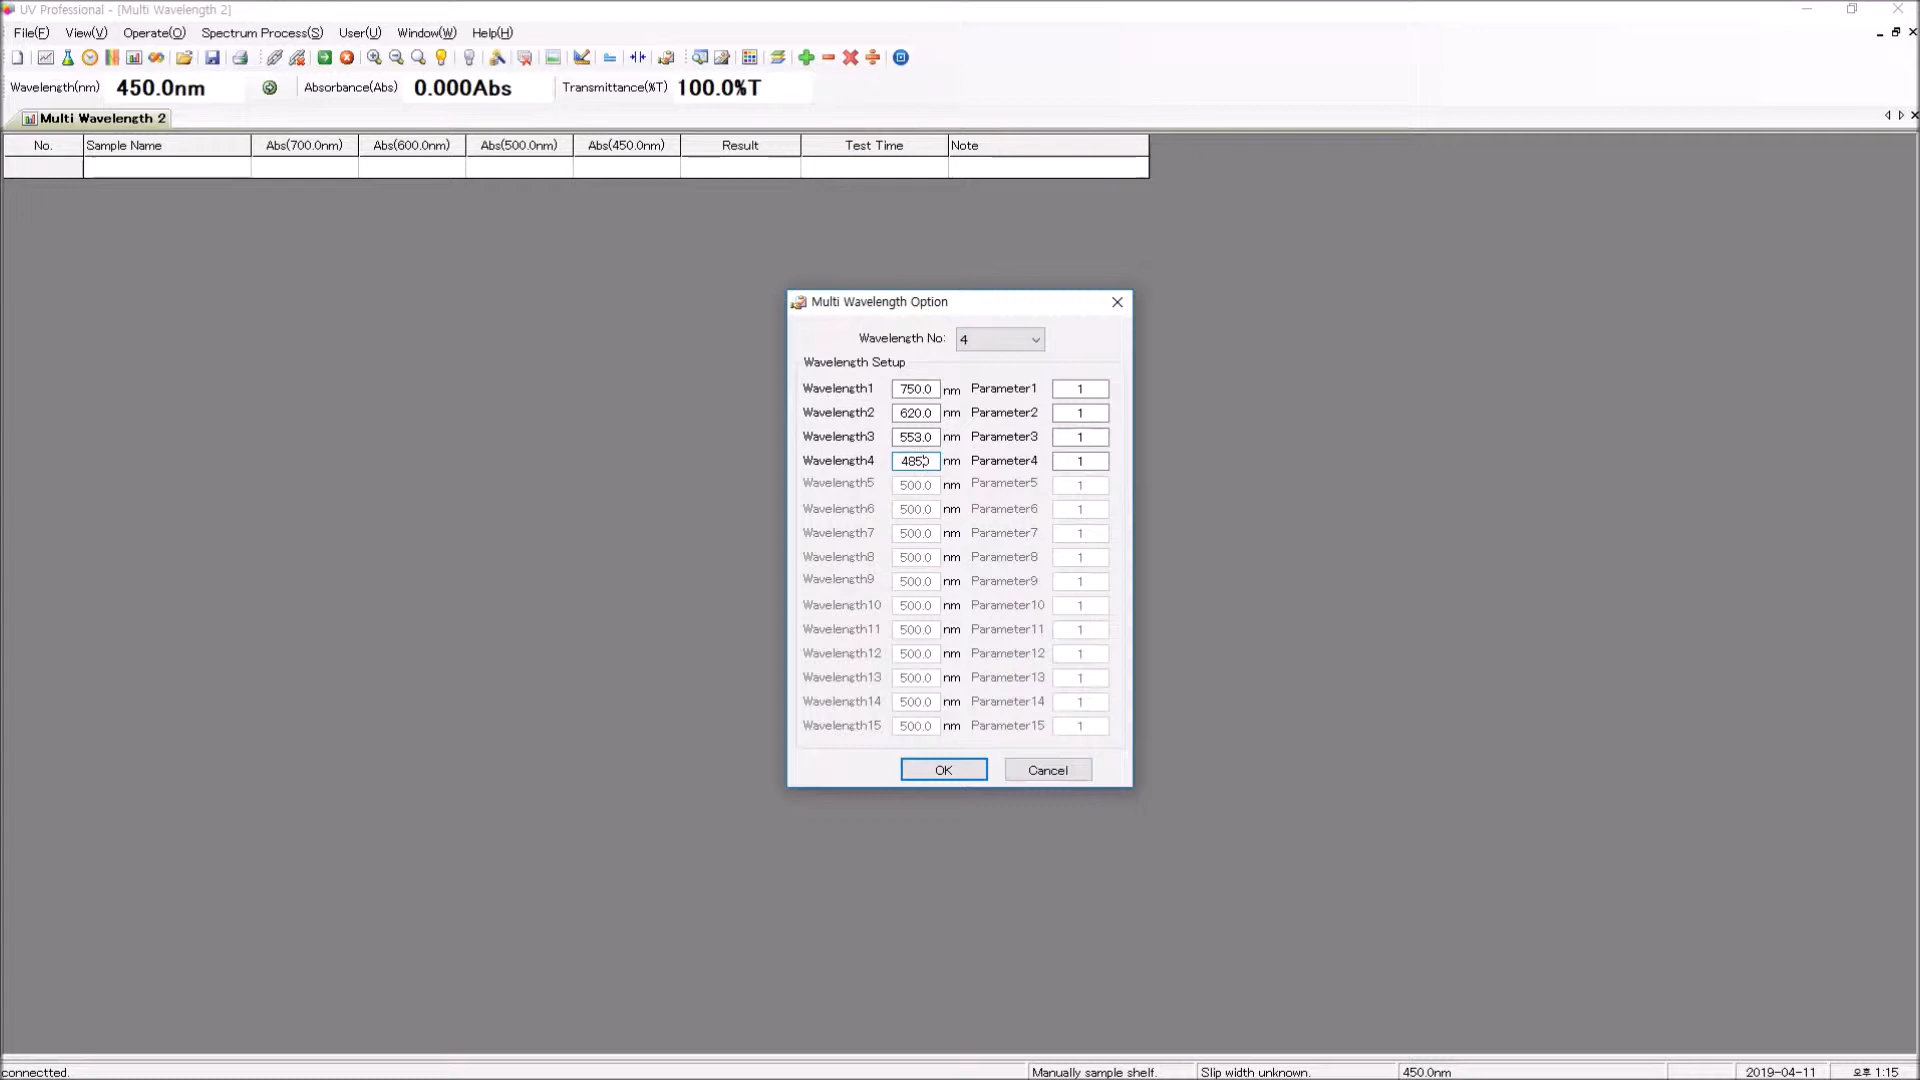 UV Professional - [Multi Wavelength 2]
File(F) View(V) Operate(O) Spectrum Process(S) User(U) Window(W) Help(H)
Wavelength(nm) 450.0nm Absorbance(Abs) 0.000Abs Transmittance(%T) 100.0%T
Multi Wavelength 2
No. Sample Name Abs(700.0nm) Abs(600.0nm) Abs(500.0nm) Abs(450.0nm) Result Test Time Note
Multi Wavelength Option
Wavelength No: 4
Wavelength Setup
Wavelength1 750.0 nm Parameter1 1
Wavelength2 620.0 nm Parameter2 1
Wavelength3 553.0 nm Parameter3 1
Wavelength4 nm Parameter4 1
Wavelength5 500.0 nm Parameter5 1
Wavelength6 500.0 nm Parameter6 1
Wavelength7 500.0 nm Parameter7 1
Wavelength8 500.0 nm Parameter8 1
Wavelength9 500.0 nm Parameter9 1
Wavelength10 500.0 nm Parameter10 1
Wavelength11 500.0 nm Parameter11 1
Wavelength12 500.0 nm Parameter12 1
Wavelength13 500.0 nm Parameter13 1
Wavelength14 500.0 nm Parameter14 1
Wavelength15 500.0 nm Parameter15 1
OK Cancel
connectted. Manually sample shelf. Slip width unknown. 450.0nm 2019-04-11 오후 1:15